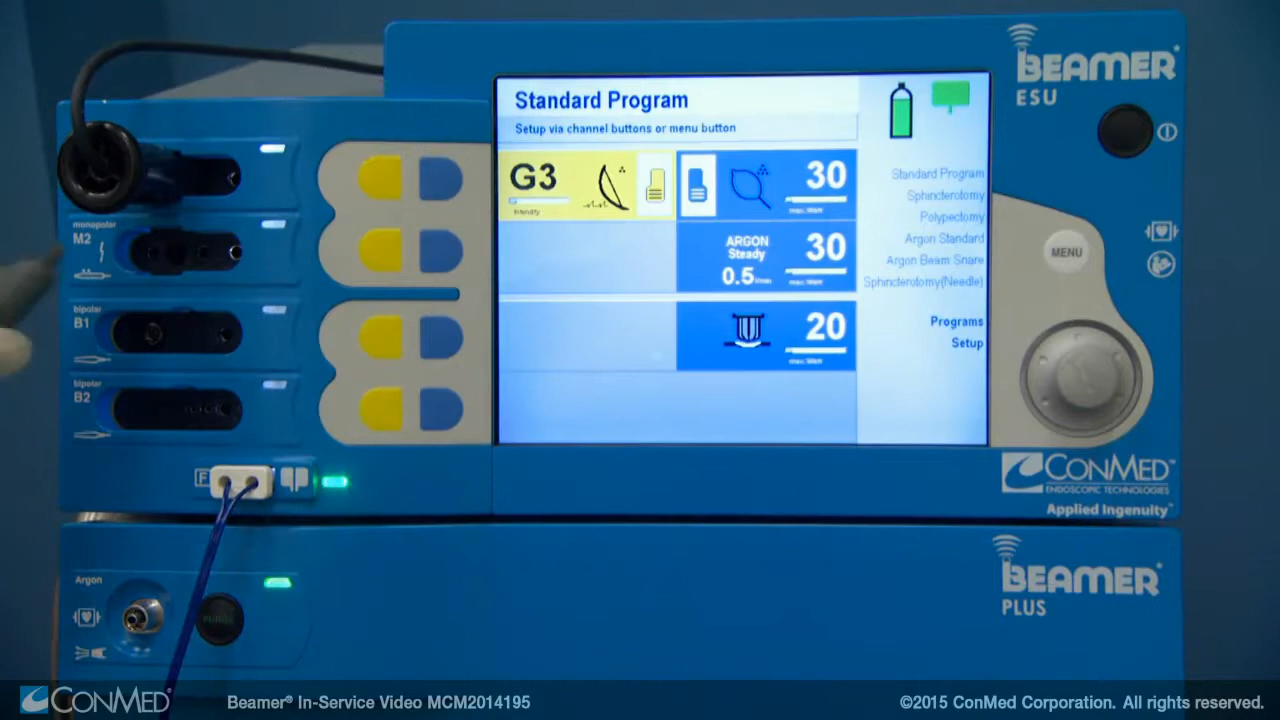 BEAMER
ESU
Standard Program
Setup via channel buttons or menu button
G3
Intensity
30
max. Watt
ARGON
Steady
0.5 l/min
30
max. Watt
20
max. Watt
Standard Program
Sphincterotomy
Polypectomy
Argon Standard
Argon Beam Snare
Sphincterotomy(Needle)
Programs
Setup
MENU
monopolar
M2
bipolar
B1
bipolar
B2
F
CONMED™
ENDOSCOPIC TECHNOLOGIES
Applied Ingenuity™
Argon
PURGE
BEAMER
PLUS
CONMED
Beamer® In-Service Video MCM2014195
©2015 ConMed Corporation. All rights reserved.